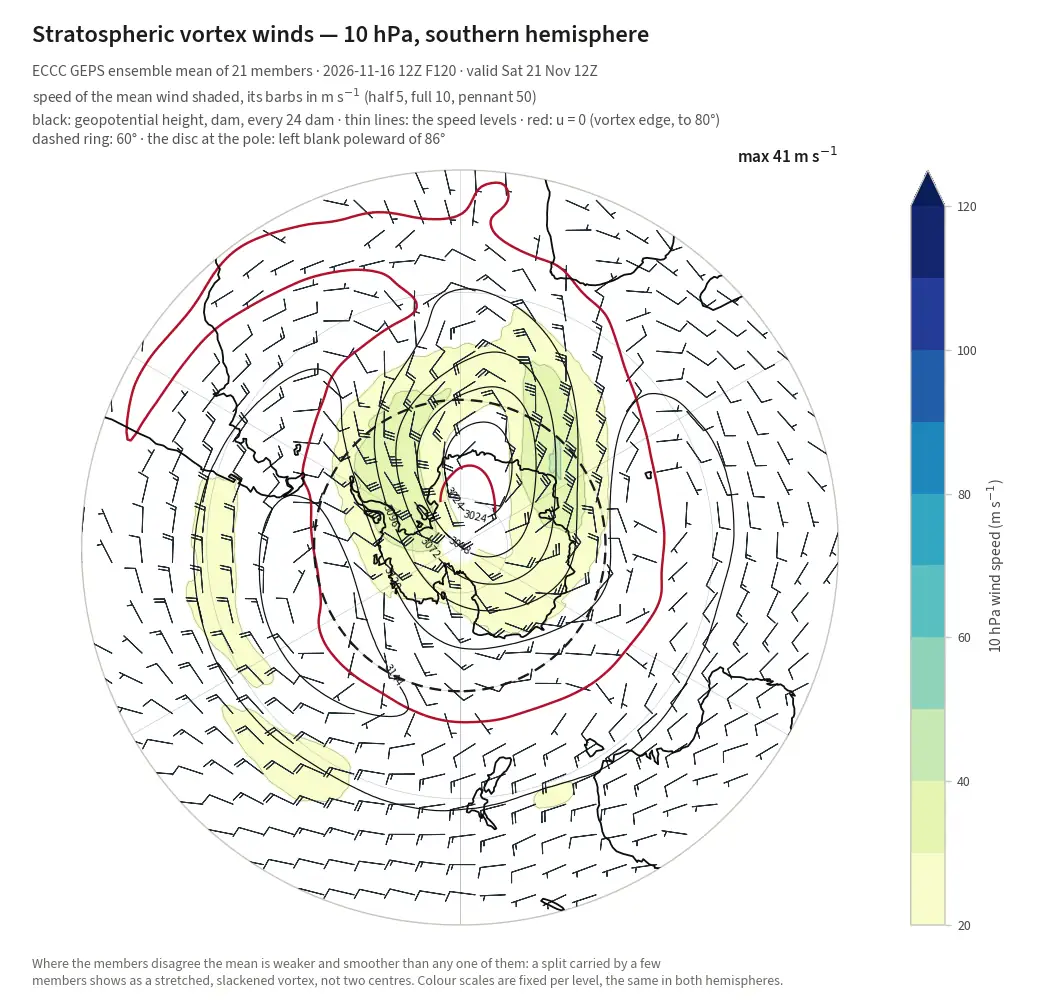 Stratospheric vortex winds — 10 hPa, southern hemisphere
ECCC GEPS ensemble mean of 21 members · 2026-11-16 12Z F120 · valid Sat 21 Nov 12Z
speed of the mean wind shaded, its barbs in m s⁻¹ (half 5, full 10, pennant 50)
black: geopotential height, dam, every 24 dam · thin lines: the speed levels · red: u = 0 (vortex edge, to 80°)
dashed ring: 60° · the disc at the pole: left blank poleward of 86°
max 41 m s⁻¹
120
100
80
60
40
20
10 hPa wind speed (m s⁻¹)
3024
3072
Where the members disagree the mean is weaker and smoother than any one of them: a split carried by a few
members shows as a stretched, slackened vortex, not two centres. Colour scales are fixed per level, the same in both hemispheres.